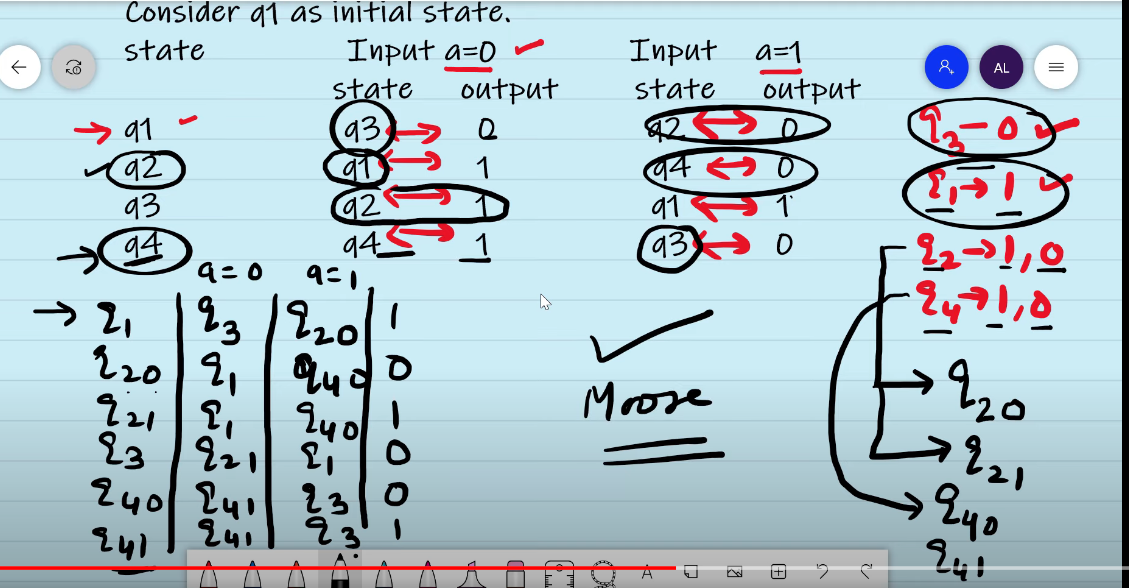 Consider q1 as initial state.
state Input a=0 Input a=1
state output state output
q1 q3 0 q2 0
q2 q1 1 q4 0
q3 q2 1 q1 1
q4 q4 1 q3 0
q3 — 0
q1 → 1
q2 → 1, 0
q4 → 1, 0
a = 0 a = 1
→ q1 q3 q20 1
q20 q1 q40 0
q21 q1 q40 1
q3 q21 q1 0
q40 q41 q3 0
q41 q41 q3 1
Moore
q20
q21
q40
q41
AL
A